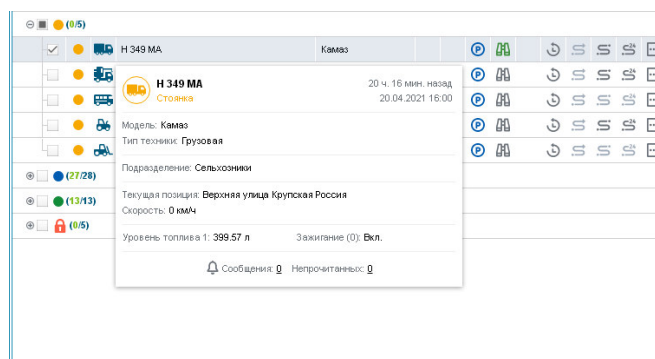 (0/5)
Н 349 МА Камаз
Н 349 МА 20 ч. 16 мин. назад
Стоянка 20.04.2021 16:00
Модель: Камаз
Тип техники: Грузовая
Подразделение: Сельхозники
Текущая позиция: Верхняя улица Крупская Россия
Скорость: 0 км/ч
Уровень топлива 1: 399.57 л Зажигание (0): Вкл.
Сообщения: 0 Непрочитанных: 0
(27/28)
(13/13)
(0/5)